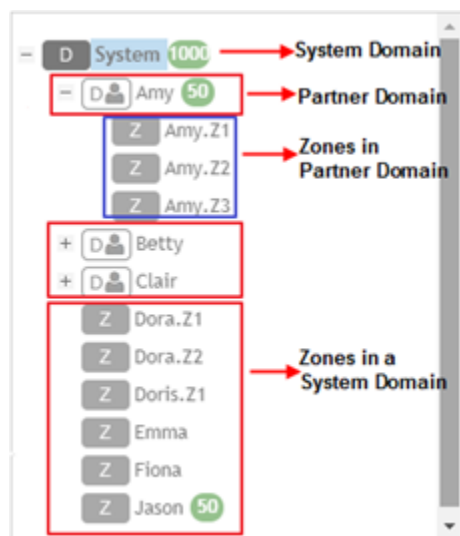 − D System 1000 System Domain
− D Amy 50 Partner Domain
Z Amy.Z1
Z Amy.Z2
Z Amy.Z3
Zones in
Partner Domain
+ D Betty
+ D Clair
Z Dora.Z1
Z Dora.Z2
Z Doris.Z1
Z Emma
Z Fiona
Z Jason 50
Zones in a
System Domain